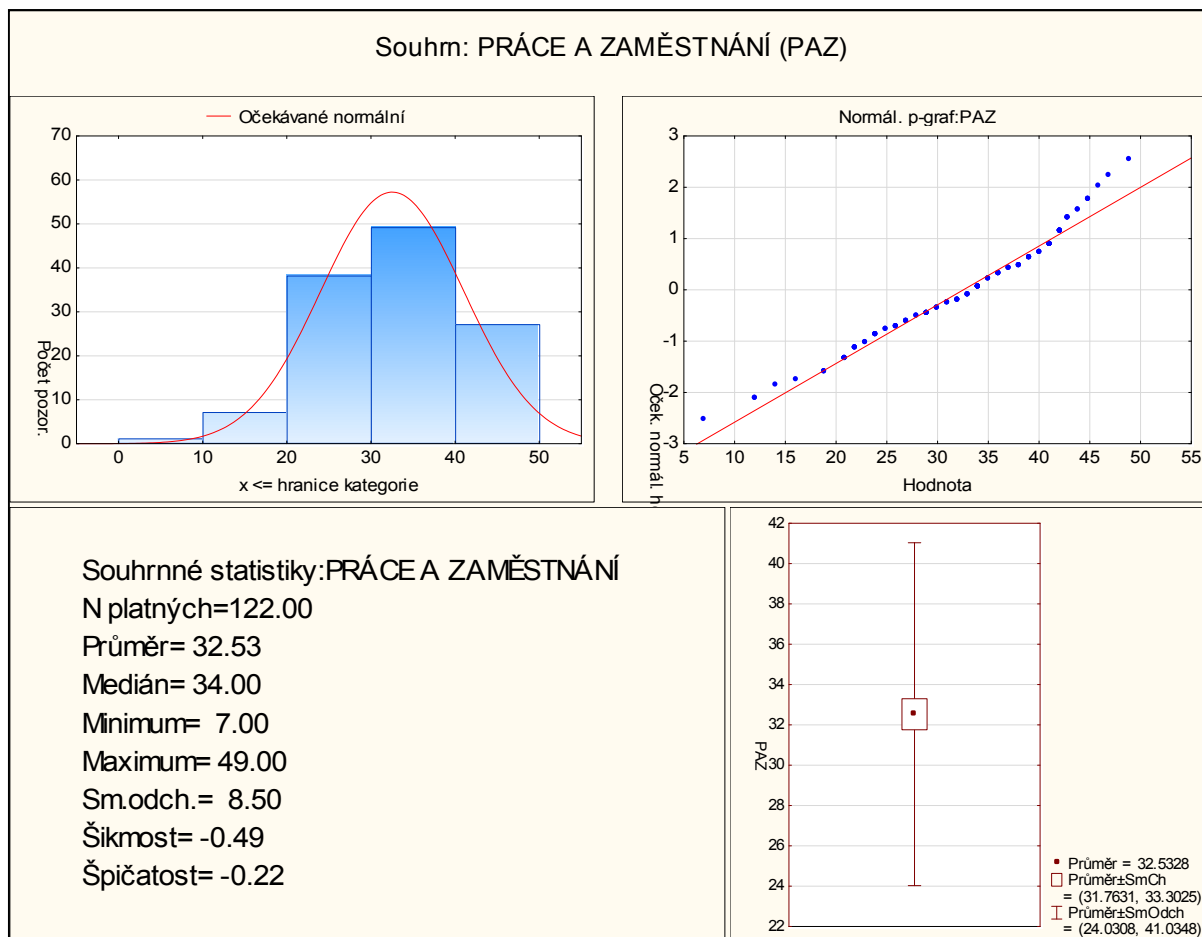 Souhrn: PRÁCE A ZAMĚSTNÁNÍ (PAZ)
Očekávané normální
70
60
50
40
30
20
10
0
Počet pozor.
0 10 20 30 40 50
x <= hranice kategorie
Normál. p-graf:PAZ
3
2
1
0
-1
-2
-3
Oček. normál. h
5 10 15 20 25 30 35 40 45 50 55
Hodnota
Souhrnné statistiky:PRÁCE A ZAMĚSTNÁNÍ
N platných=122.00
Průměr= 32.53
Medián= 34.00
Minimum= 7.00
Maximum= 49.00
Sm.odch.= 8.50
Šikmost= -0.49
Špičatost= -0.22
42
40
38
36
34
32
30
28
26
24
22
PAZ
Průměr = 32.5328
Průměr±SmCh
= (31.7631, 33.3025)
Průměr±SmOdch
= (24.0308, 41.0348)